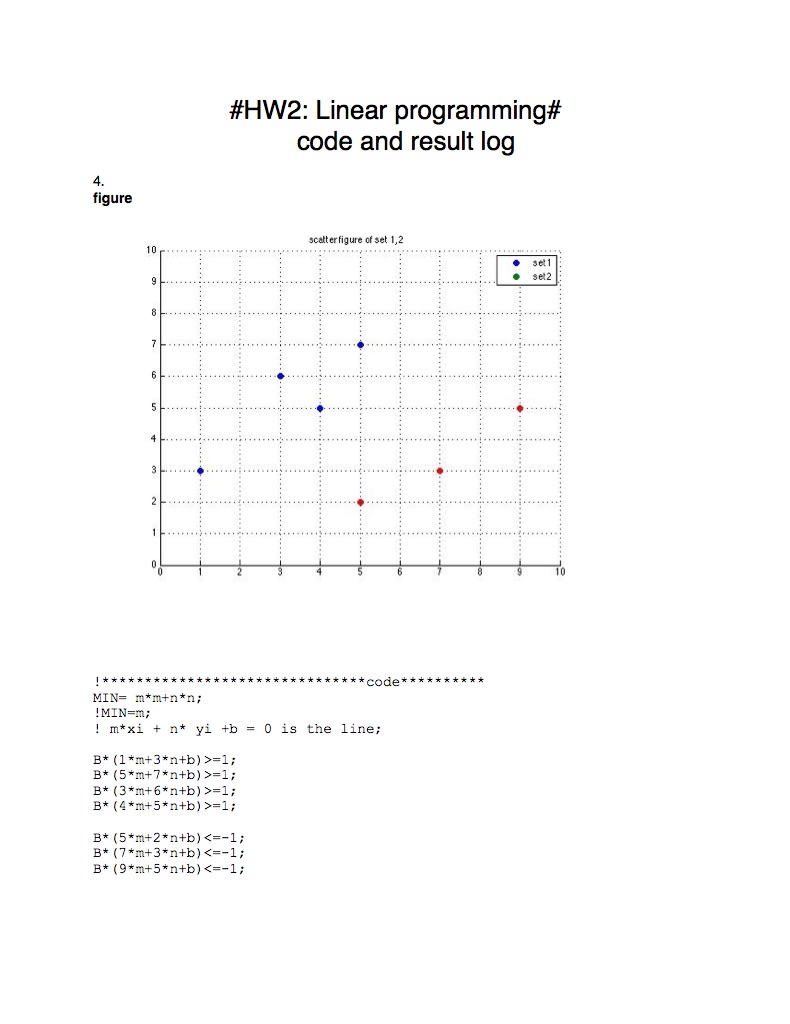 #HW2: Linear programming#
code and result log
4.
figure
scatter figure of set 1,2
10
9
8
7
6
5
4
3
2
1
0
0 1 2 3 4 5 6 7 8 9 10
set1
set2
!*******************************code**********
MIN= m*m+n*n;
!MIN=m;
! m*xi + n* yi +b = 0 is the line;
B*(1*m+3*n+b)>=1;
B*(5*m+7*n+b)>=1;
B*(3*m+6*n+b)>=1;
B*(4*m+5*n+b)>=1;
B*(5*m+2*n+b)<=-1;
B*(7*m+3*n+b)<=-1;
B*(9*m+5*n+b)<=-1;